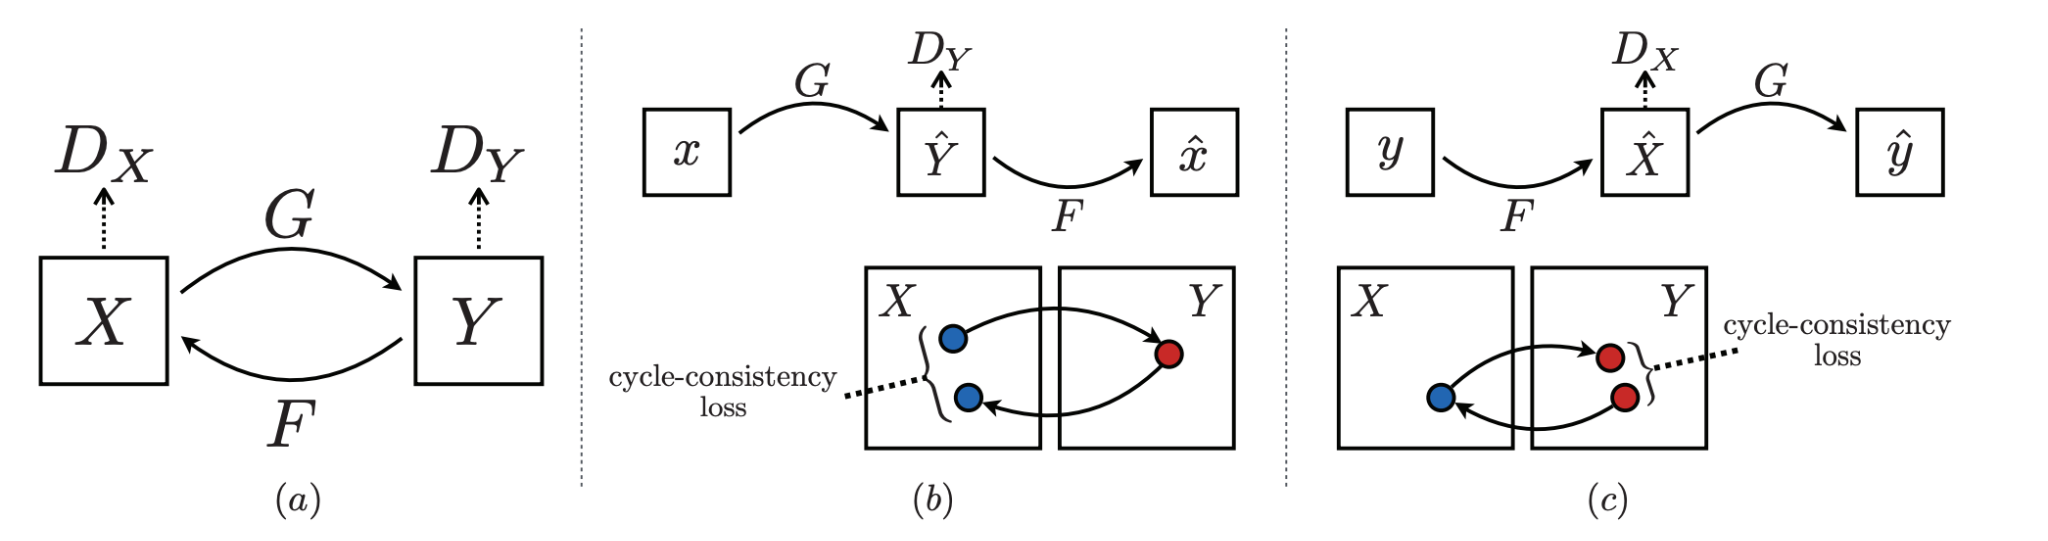 D_X
D_Y
G
X
Y
F
(a)
D_Y
G
x
Ŷ
x̂
F
X
Y
cycle-consistency
loss
(b)
D_X
G
y
X̂
ŷ
F
X
Y
cycle-consistency
loss
(c)